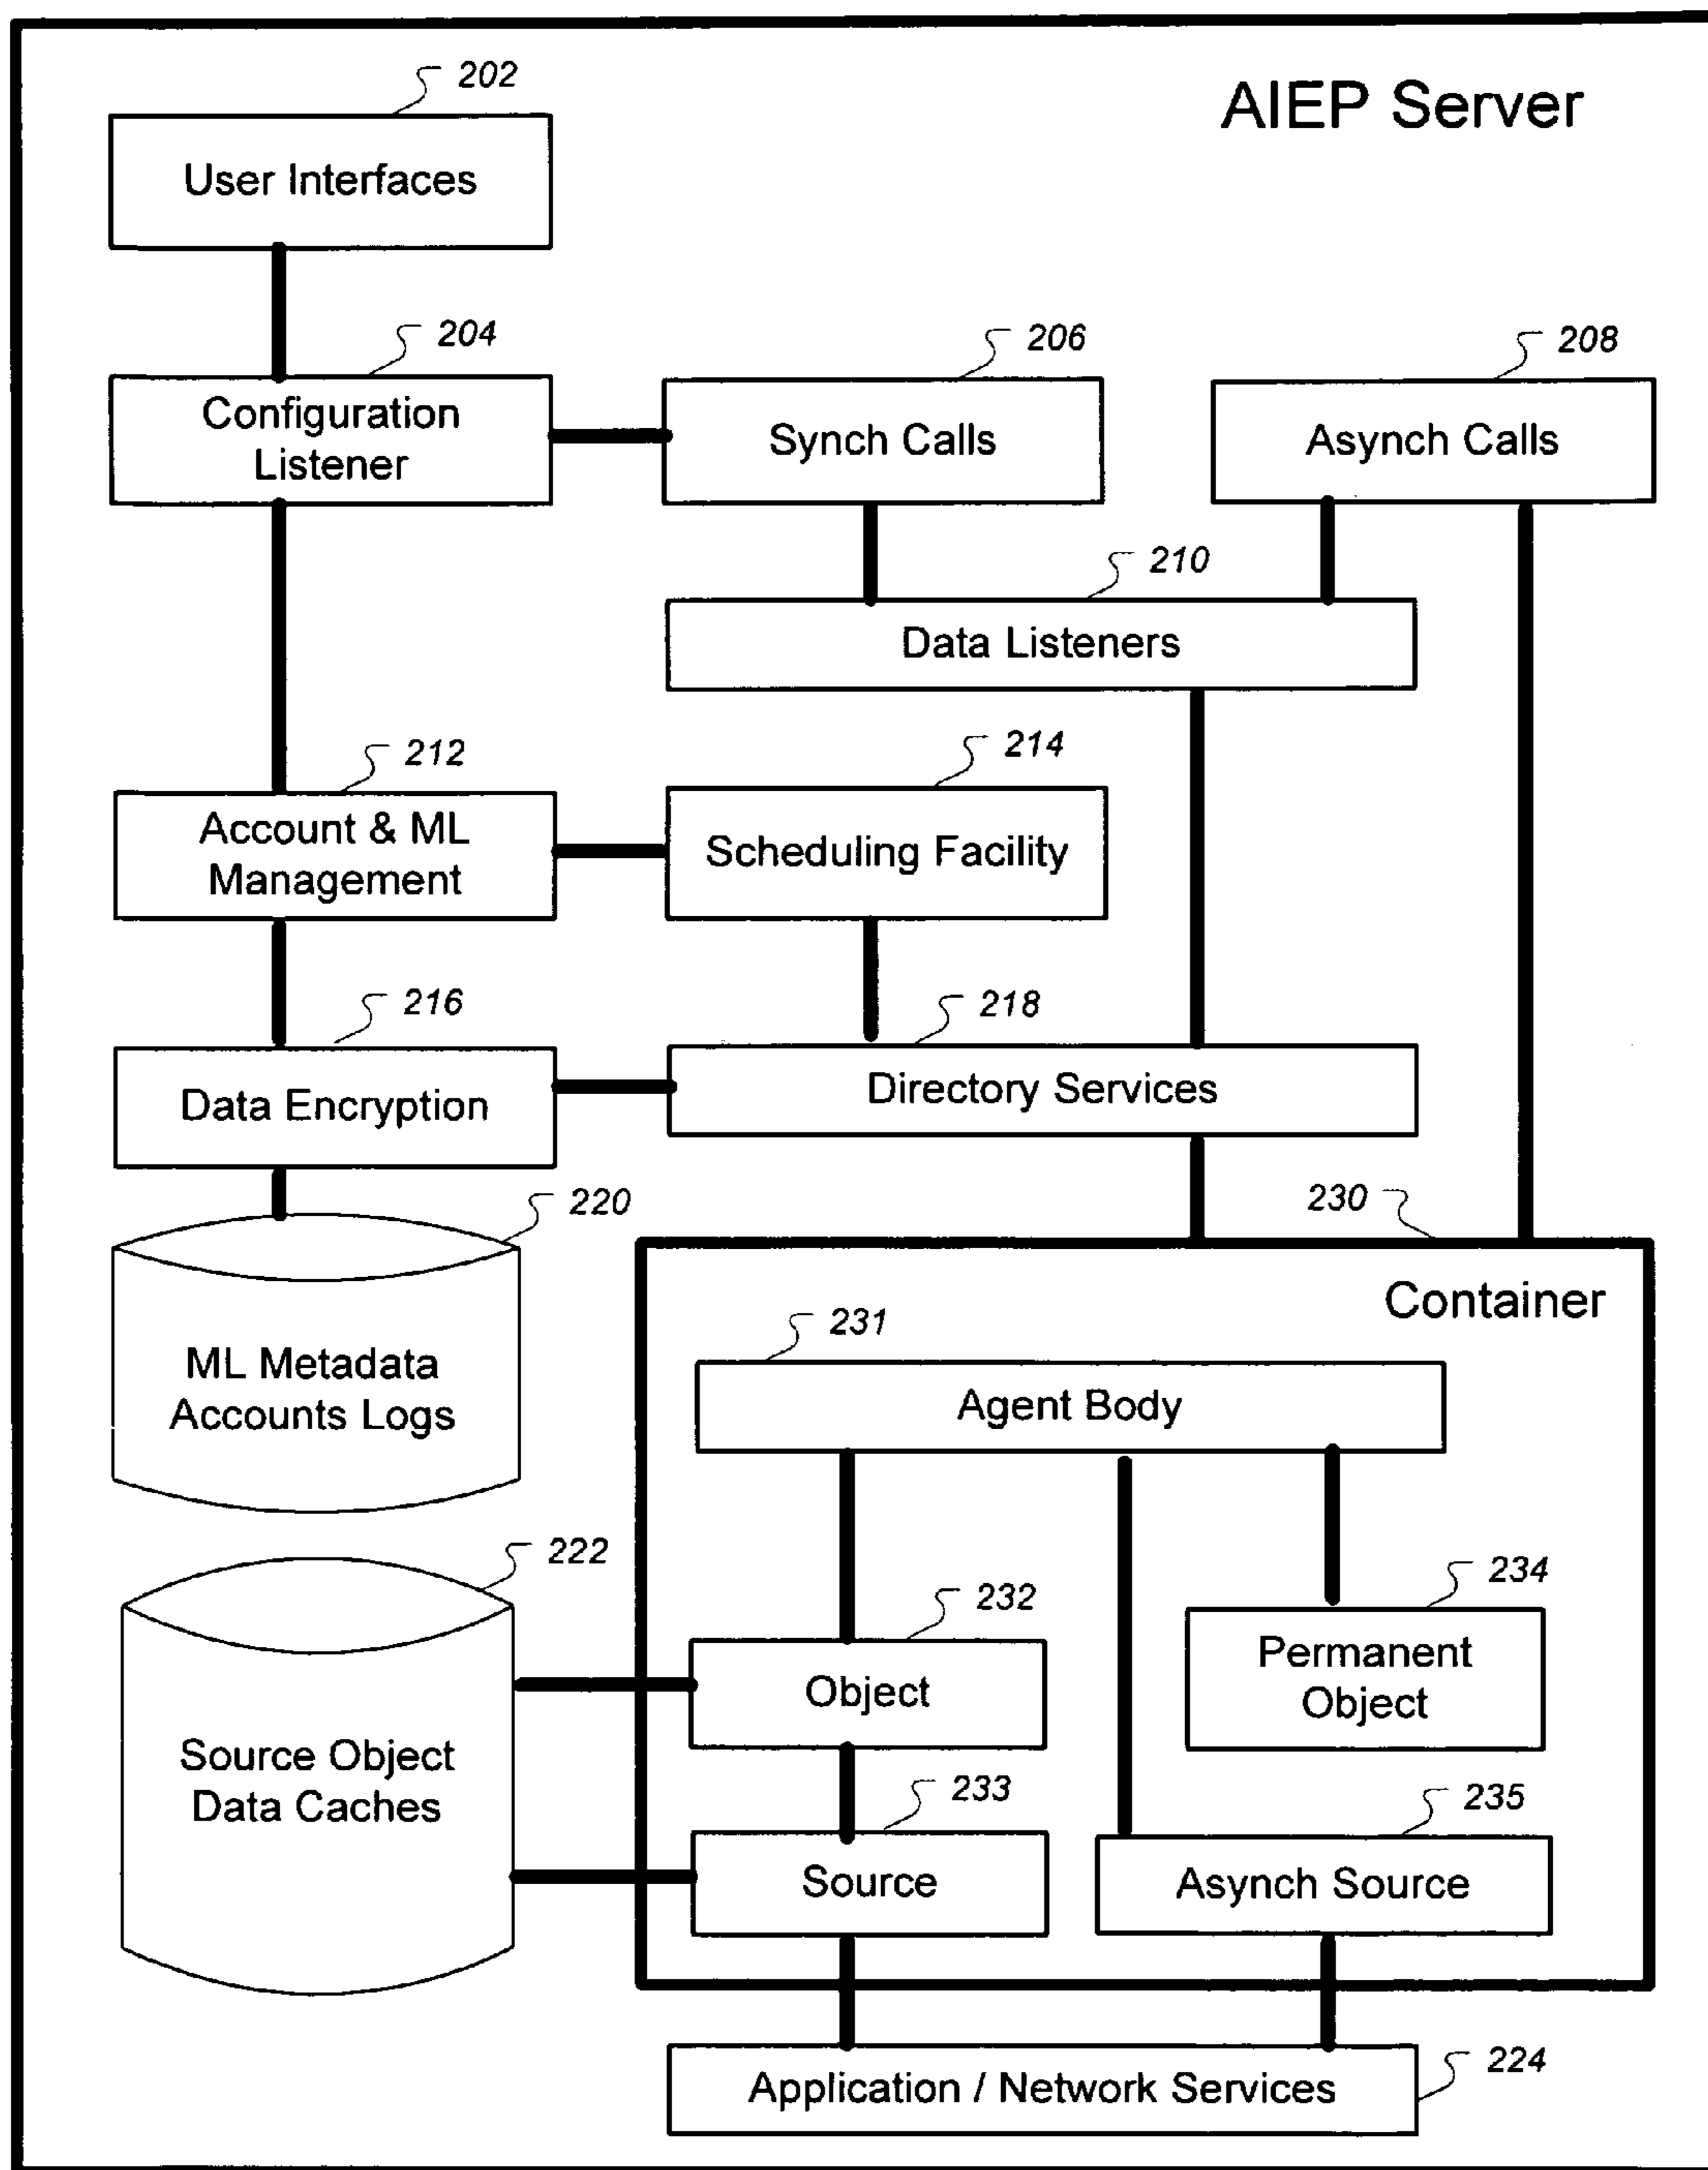 AIEP Server
202
User Interfaces
204
Configuration
Listener
206
Synch Calls
208
Asynch Calls
210
Data Listeners
212
Account & ML
Management
214
Scheduling Facility
216
Data Encryption
218
Directory Services
220
ML Metadata
Accounts Logs
230
Container
231
Agent Body
222
Source Object
Data Caches
232
Object
234
Permanent
Object
233
Source
235
Asynch Source
224
Application / Network Services